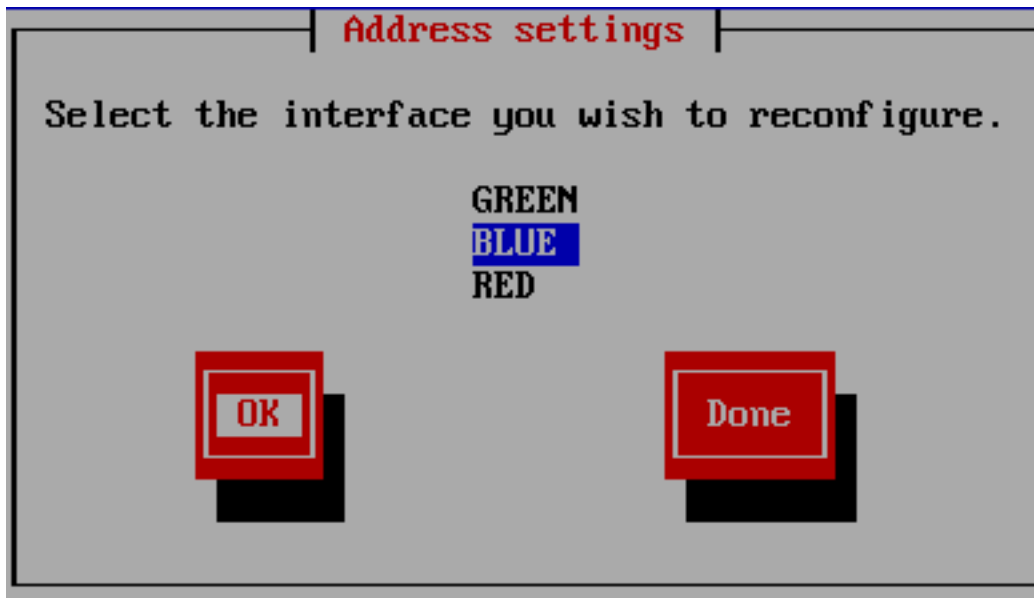 Address settings
Select the interface you wish to reconfigure.
GREEN
BLUE
RED
OK
Done